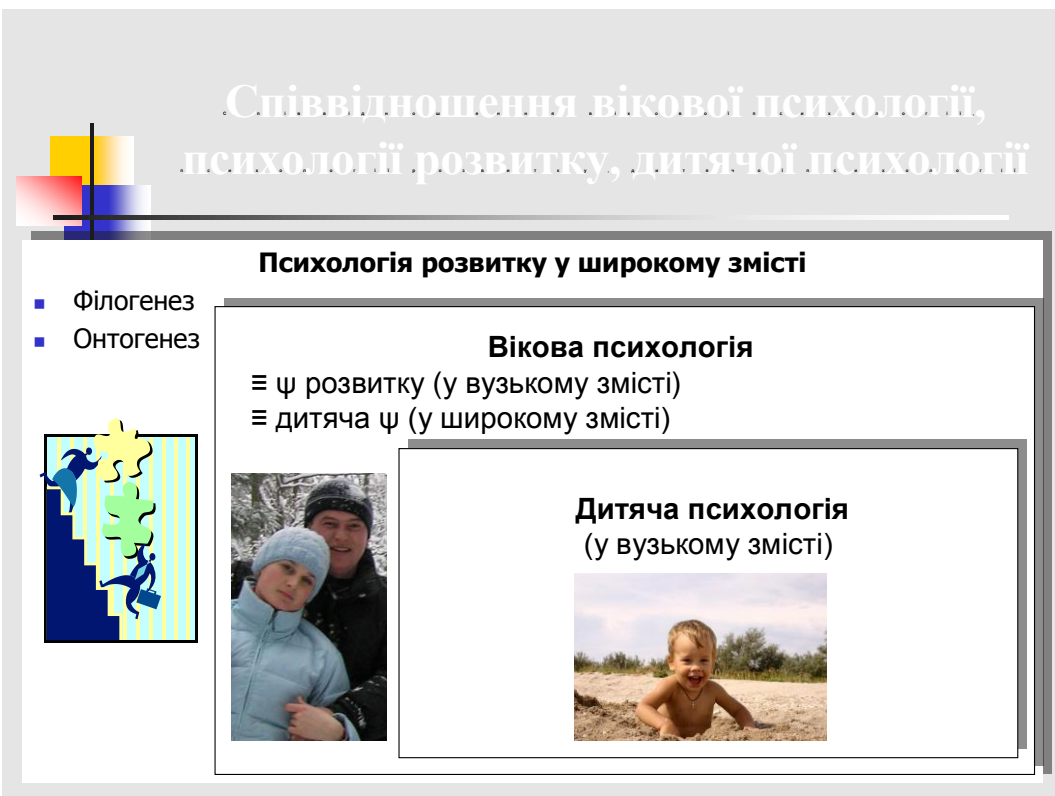 Співвідношення вікової психології,
психології розвитку, дитячої психології
Психологія розвитку у широкому змісті
Філогенез
Онтогенез
Вікова психологія
≡ ψ розвитку (у вузькому змісті)
≡ дитяча ψ (у широкому змісті)
Дитяча психологія
(у вузькому змісті)